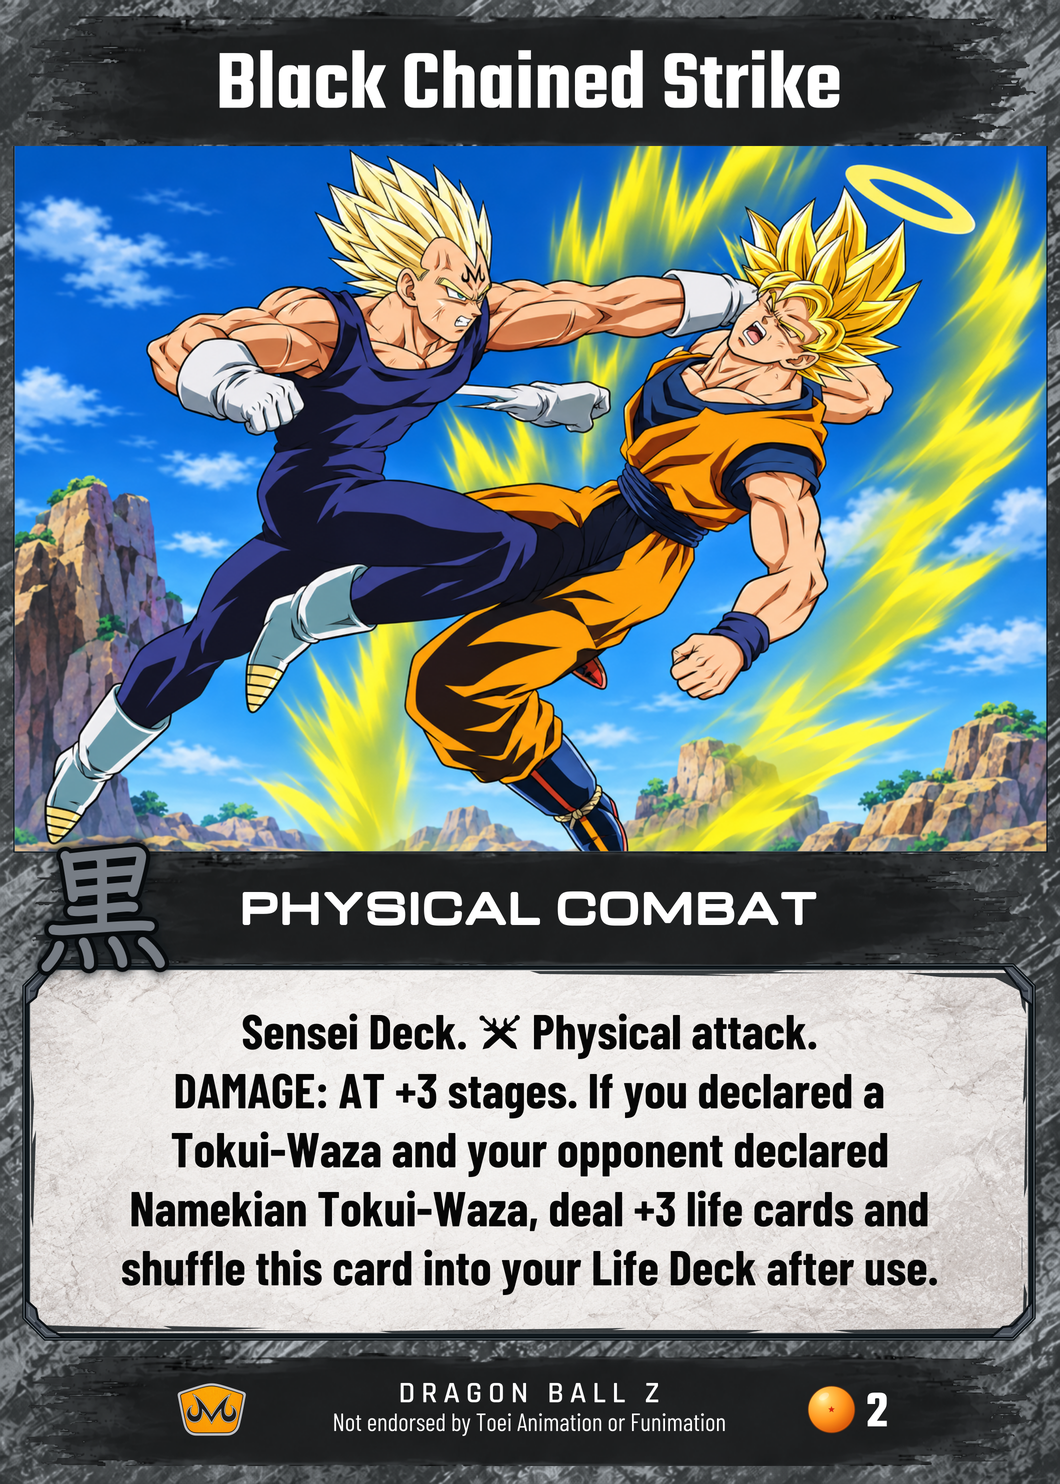 Black Chained Strike
黒
PHYSICAL COMBAT
Sensei Deck. Physical attack.
DAMAGE: AT +3 stages. If you declared a
Tokui-Waza and your opponent declared
Namekian Tokui-Waza, deal +3 life cards and
shuffle this card into your Life Deck after use.
DRAGON BALL Z
Not endorsed by Toei Animation or Funimation
2